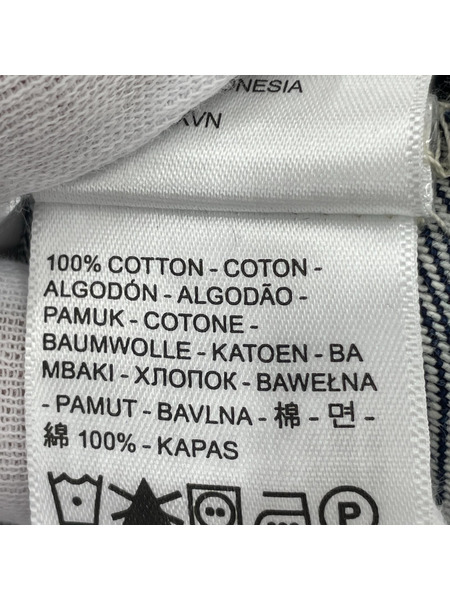 ONESIA
VN
100% COTTON - COTON -
ALGODÓN - ALGODÃO -
PAMUK - COTONE -
BAUMWOLLE - KATOEN - BA
MBAKI - ХЛОПОК - BAWEŁNA
- PAMUT - BAVLNA - 棉 - 면 -
綿 100% - KAPAS
P